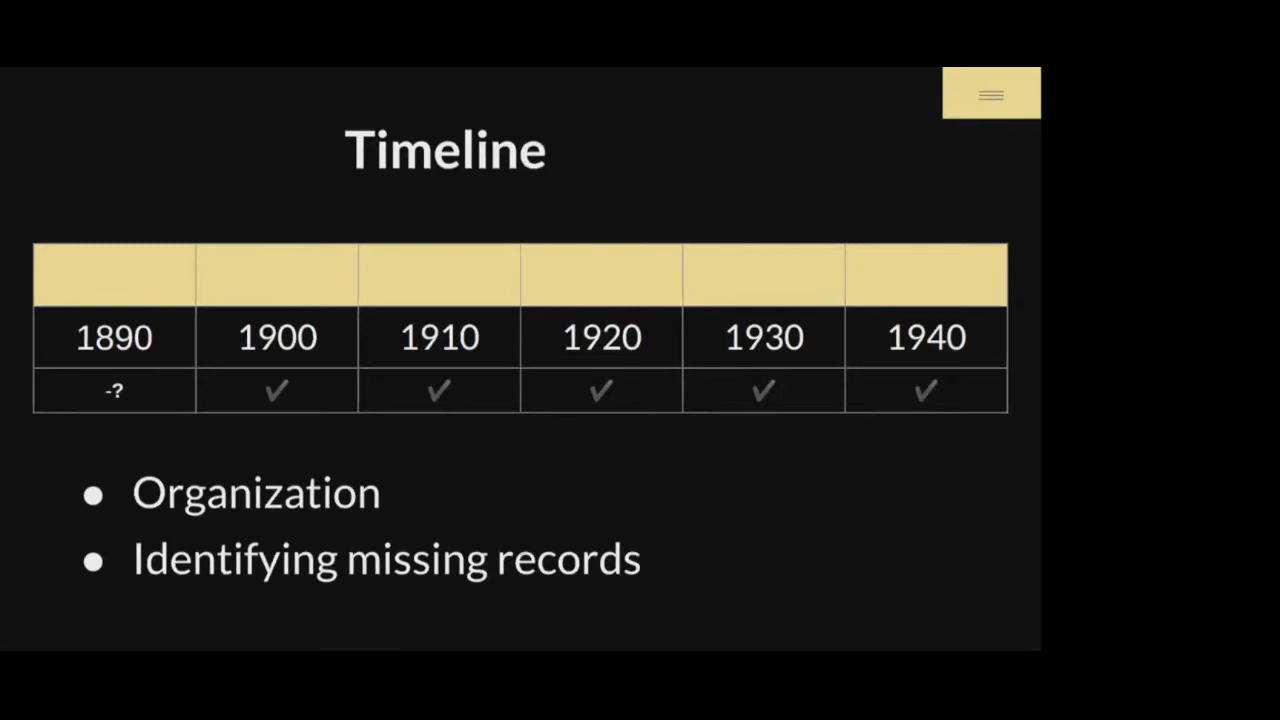 Timeline
1890 1900 1910 1920 1930 1940
-? ✓ ✓ ✓ ✓ ✓
● Organization
● Identifying missing records